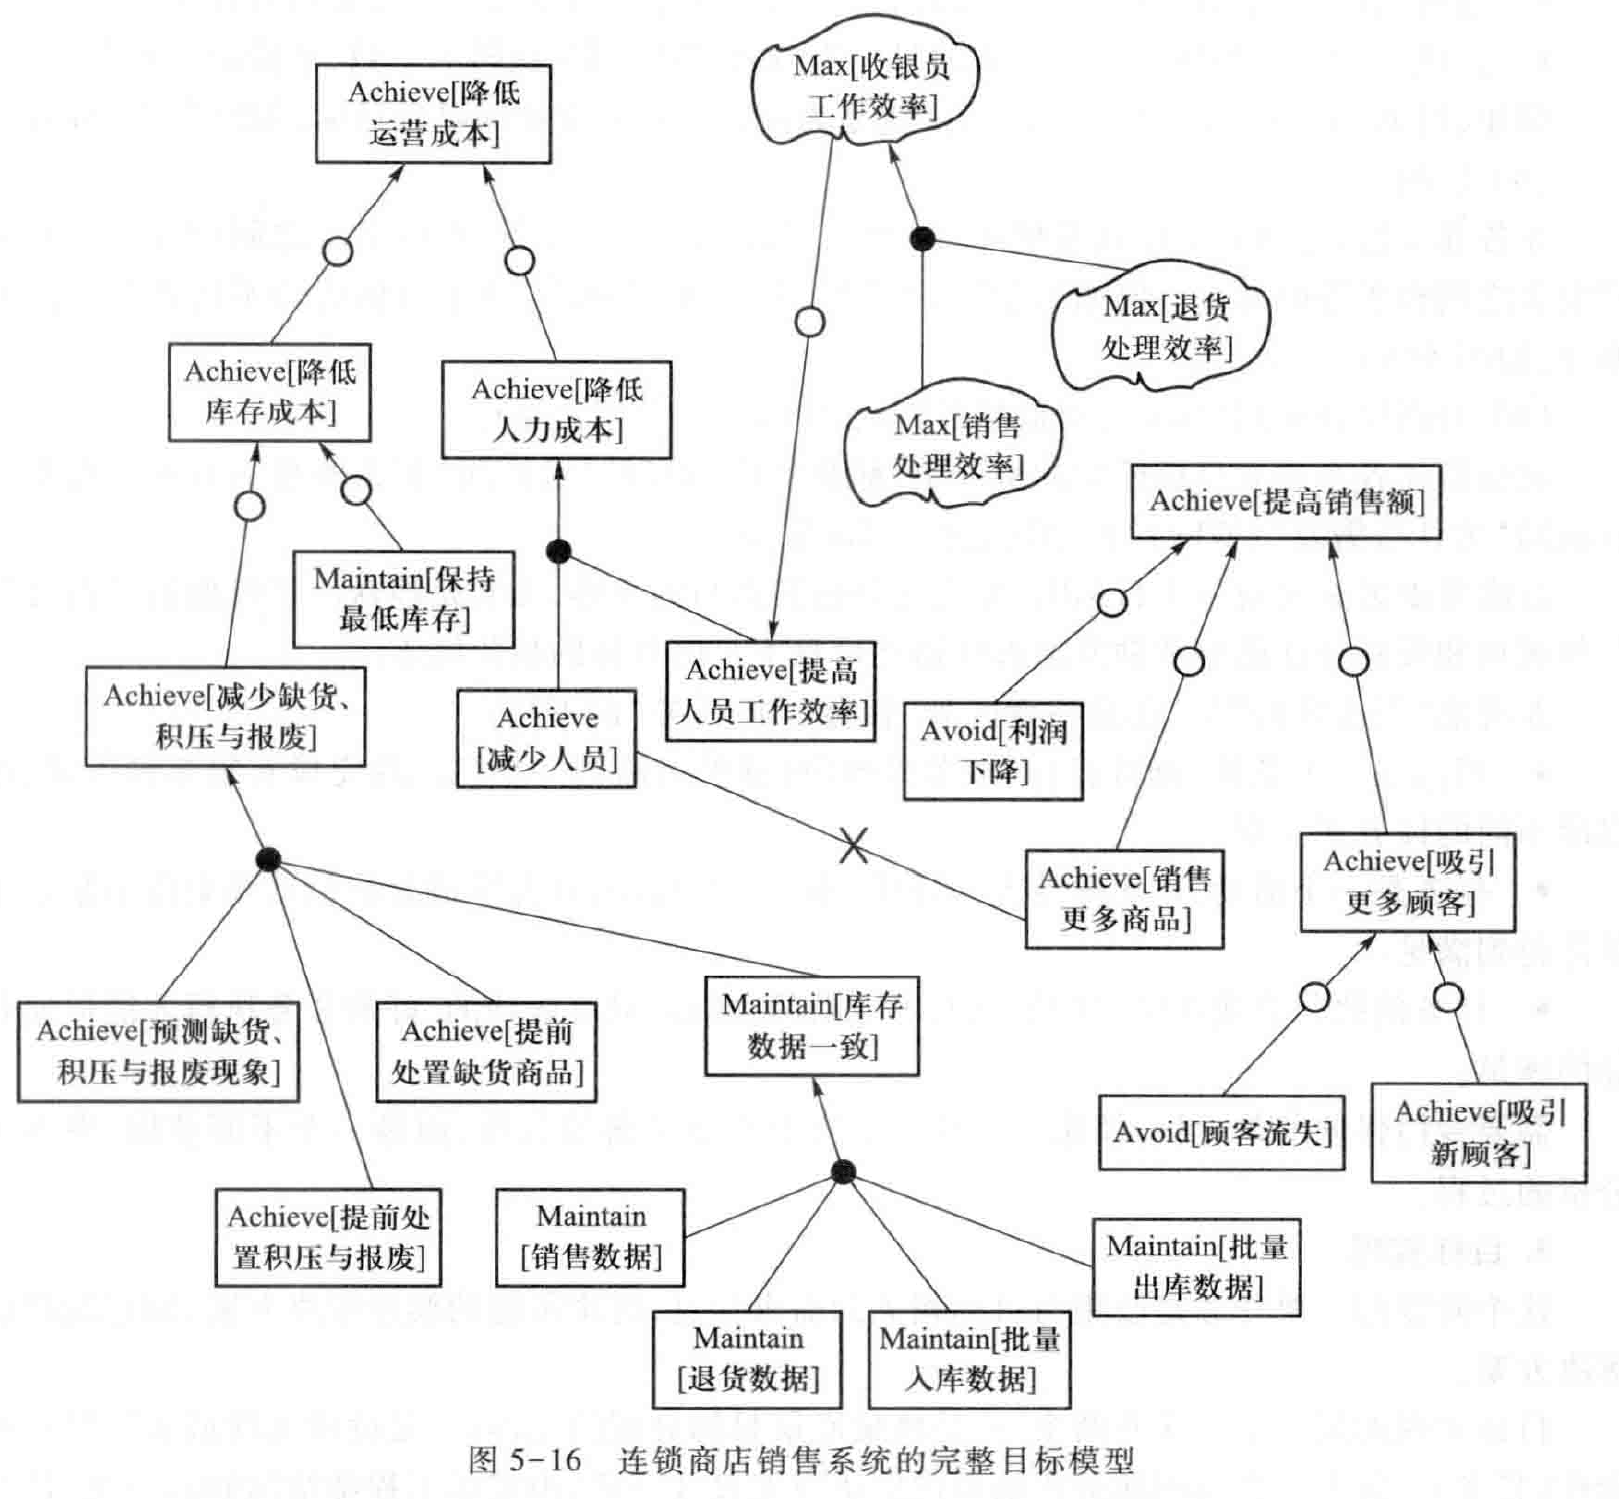 Achieve[降低
运营成本]
Max[收银员
工作效率]
Max[退货
处理效率]
Achieve[降低
库存成本]
Achieve[降低
人力成本]
Max[销售
处理效率]
Achieve[提高销售额]
Maintain[保持
最低库存]
Achieve[减少缺货、
积压与报废]
Achieve
[减少人员]
Achieve[提高
人员工作效率]
Avoid[利润
下降]
Achieve[销售
更多商品]
Achieve[吸引
更多顾客]
Achieve[预测缺货、
积压与报废现象]
Achieve[提前
处置缺货商品]
Maintain[库存
数据一致]
Avoid[顾客流失]
Achieve[吸引
新顾客]
Achieve[提前处
置积压与报废]
Maintain
[销售数据]
Maintain[批量
出库数据]
Maintain
[退货数据]
Maintain[批量
入库数据]
图 5-16 连锁商店销售系统的完整目标模型